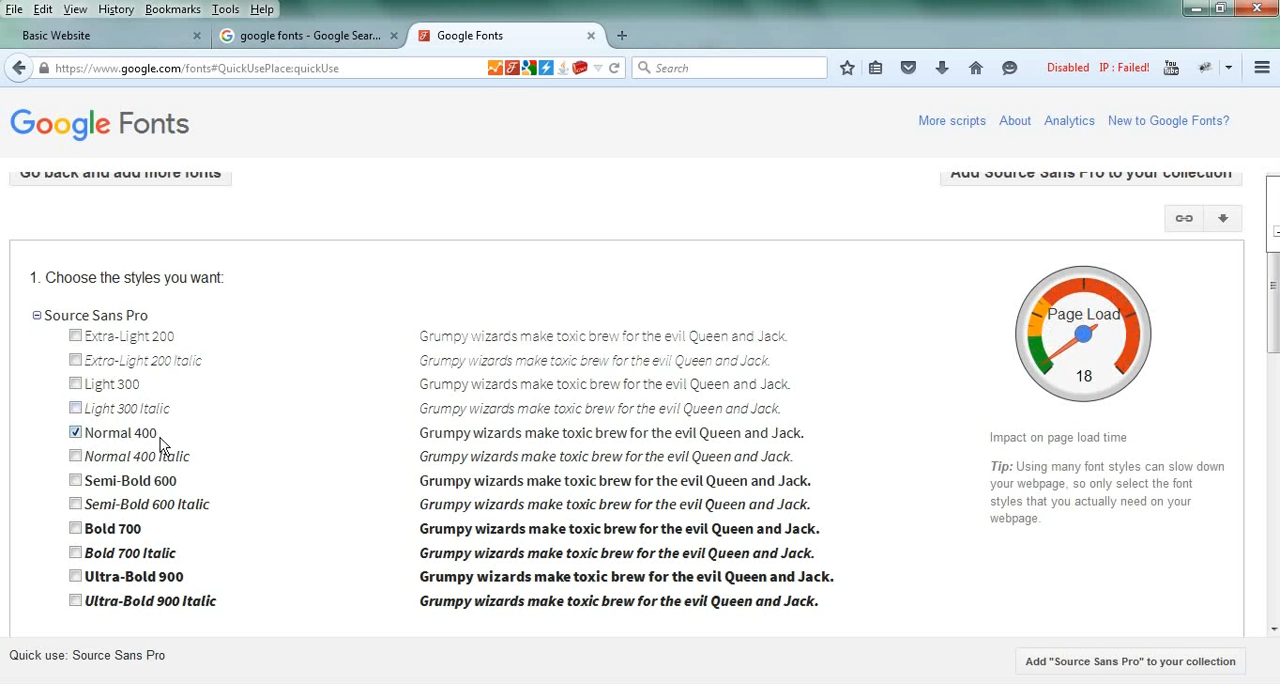 File Edit View History Bookmarks Tools Help
Basic Website google fonts - Google Sear... Google Fonts
https://www.google.com/fonts#QuickUsePlace:quickUse Search Disabled IP : Failed! You Tube
Google Fonts More scripts About Analytics New to Google Fonts?
Go back and add more fonts Add Source Sans Pro to your collection
1. Choose the styles you want:
Source Sans Pro
Extra-Light 200 Grumpy wizards make toxic brew for the evil Queen and Jack.
Extra-Light 200 Italic Grumpy wizards make toxic brew for the evil Queen and Jack.
Light 300 Grumpy wizards make toxic brew for the evil Queen and Jack.
Light 300 Italic Grumpy wizards make toxic brew for the evil Queen and Jack.
Normal 400 Grumpy wizards make toxic brew for the evil Queen and Jack.
Normal 400 Italic Grumpy wizards make toxic brew for the evil Queen and Jack.
Semi-Bold 600 Grumpy wizards make toxic brew for the evil Queen and Jack.
Semi-Bold 600 Italic Grumpy wizards make toxic brew for the evil Queen and Jack.
Bold 700 Grumpy wizards make toxic brew for the evil Queen and Jack.
Bold 700 Italic Grumpy wizards make toxic brew for the evil Queen and Jack.
Ultra-Bold 900 Grumpy wizards make toxic brew for the evil Queen and Jack.
Ultra-Bold 900 Italic Grumpy wizards make toxic brew for the evil Queen and Jack.
Page Load
18
Impact on page load time
Tip: Using many font styles can slow down
your webpage, so only select the font
styles that you actually need on your
webpage.
Quick use: Source Sans Pro Add "Source Sans Pro" to your collection